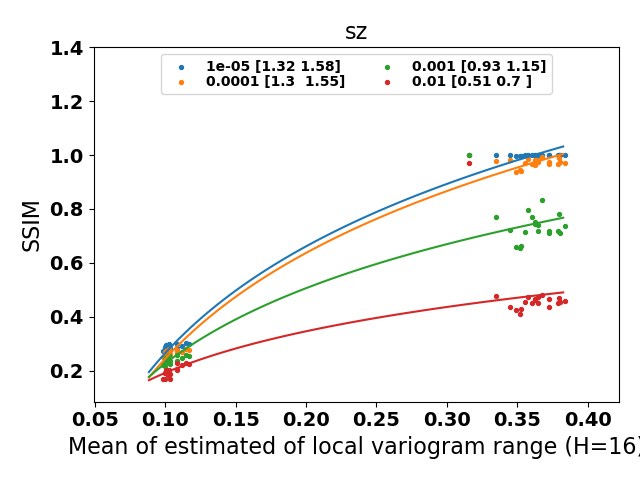 sz
1e-05 [1.32 1.58]
0.0001 [1.3  1.55]
0.001 [0.93 1.15]
0.01 [0.51 0.7 ]
SSIM
1.4
1.2
1.0
0.8
0.6
0.4
0.2
0.05 0.10 0.15 0.20 0.25 0.30 0.35 0.40
Mean of estimated of local variogram range (H=16)